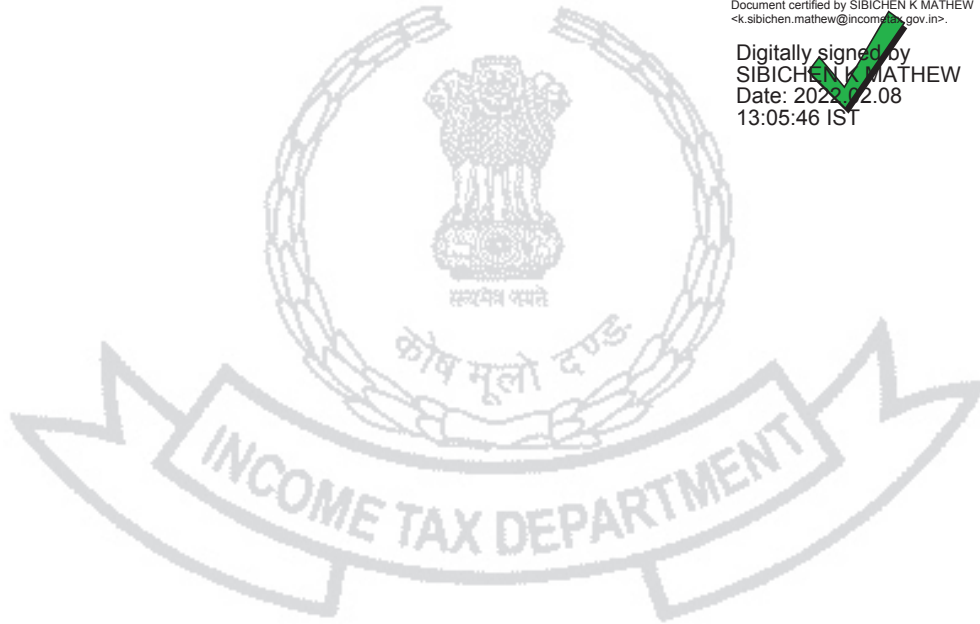 Document certified by SIBICHEN K MATHEW
<k.sibichen.mathew@incometax.gov.in>.
Digitally signed by
SIBICHEN K MATHEW
Date: 2022.02.08
13:05:46 IST
सत्यमेव जयते
कोष मूलो दण्डः
INCOME TAX DEPARTMENT